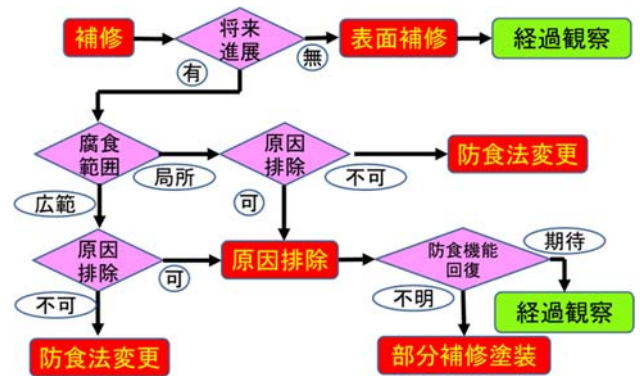 補修
将来
進展
無
表面補修
経過観察
有
腐食
範囲
局所
原因
排除
不可
防食法変更
広範
可
原因
排除
可
原因排除
防食機能
回復
期待
不可
不明
経過観察
防食法変更
部分補修塗装